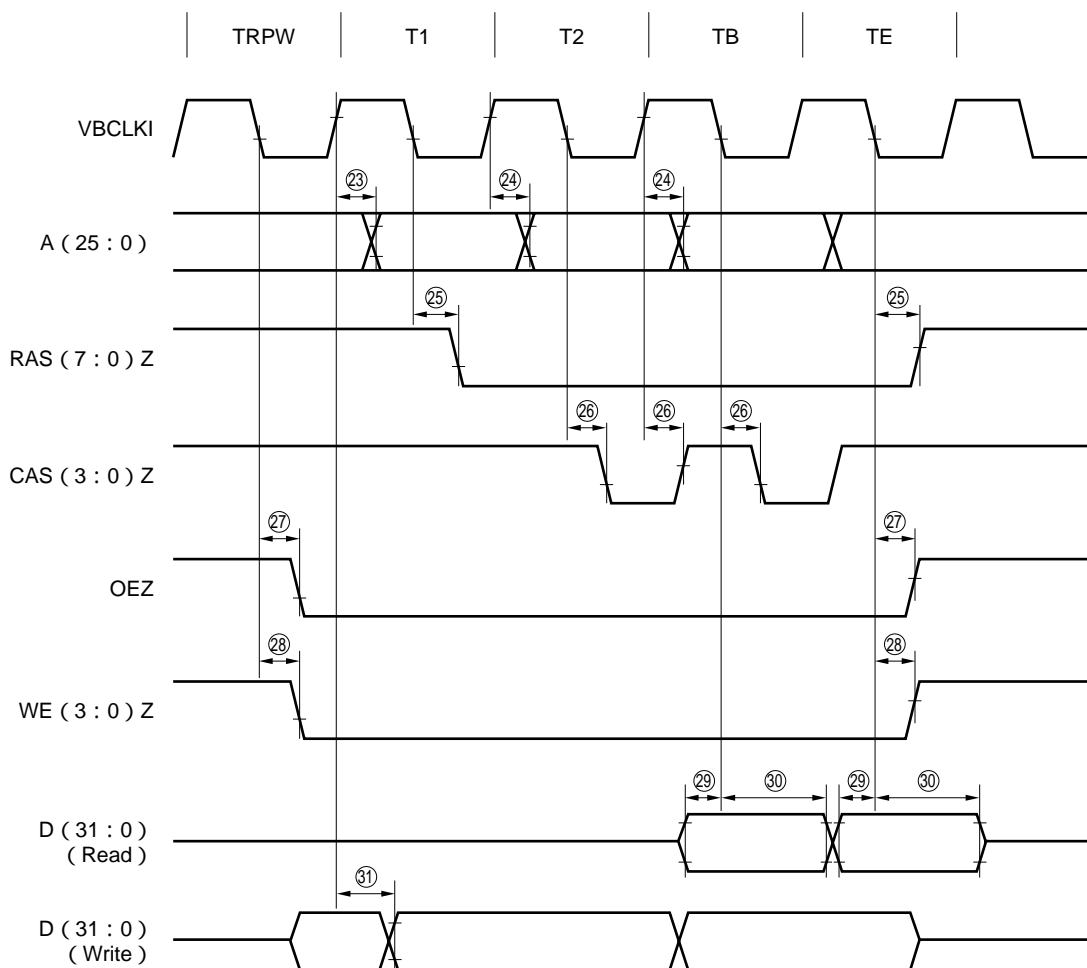 TRPW T1 T2 TB TE
VBCLKI
㉓ ㉔ ㉔
A ( 25 : 0 )
㉕ ㉕
RAS ( 7 : 0 ) Z
㉖ ㉖ ㉖
CAS ( 3 : 0 ) Z
㉗ ㉗
OEZ
㉘ ㉘
WE ( 3 : 0 ) Z
㉙ ㉚ ㉙ ㉚
D ( 31 : 0 )
( Read )
㉛
D ( 31 : 0 )
( Write )